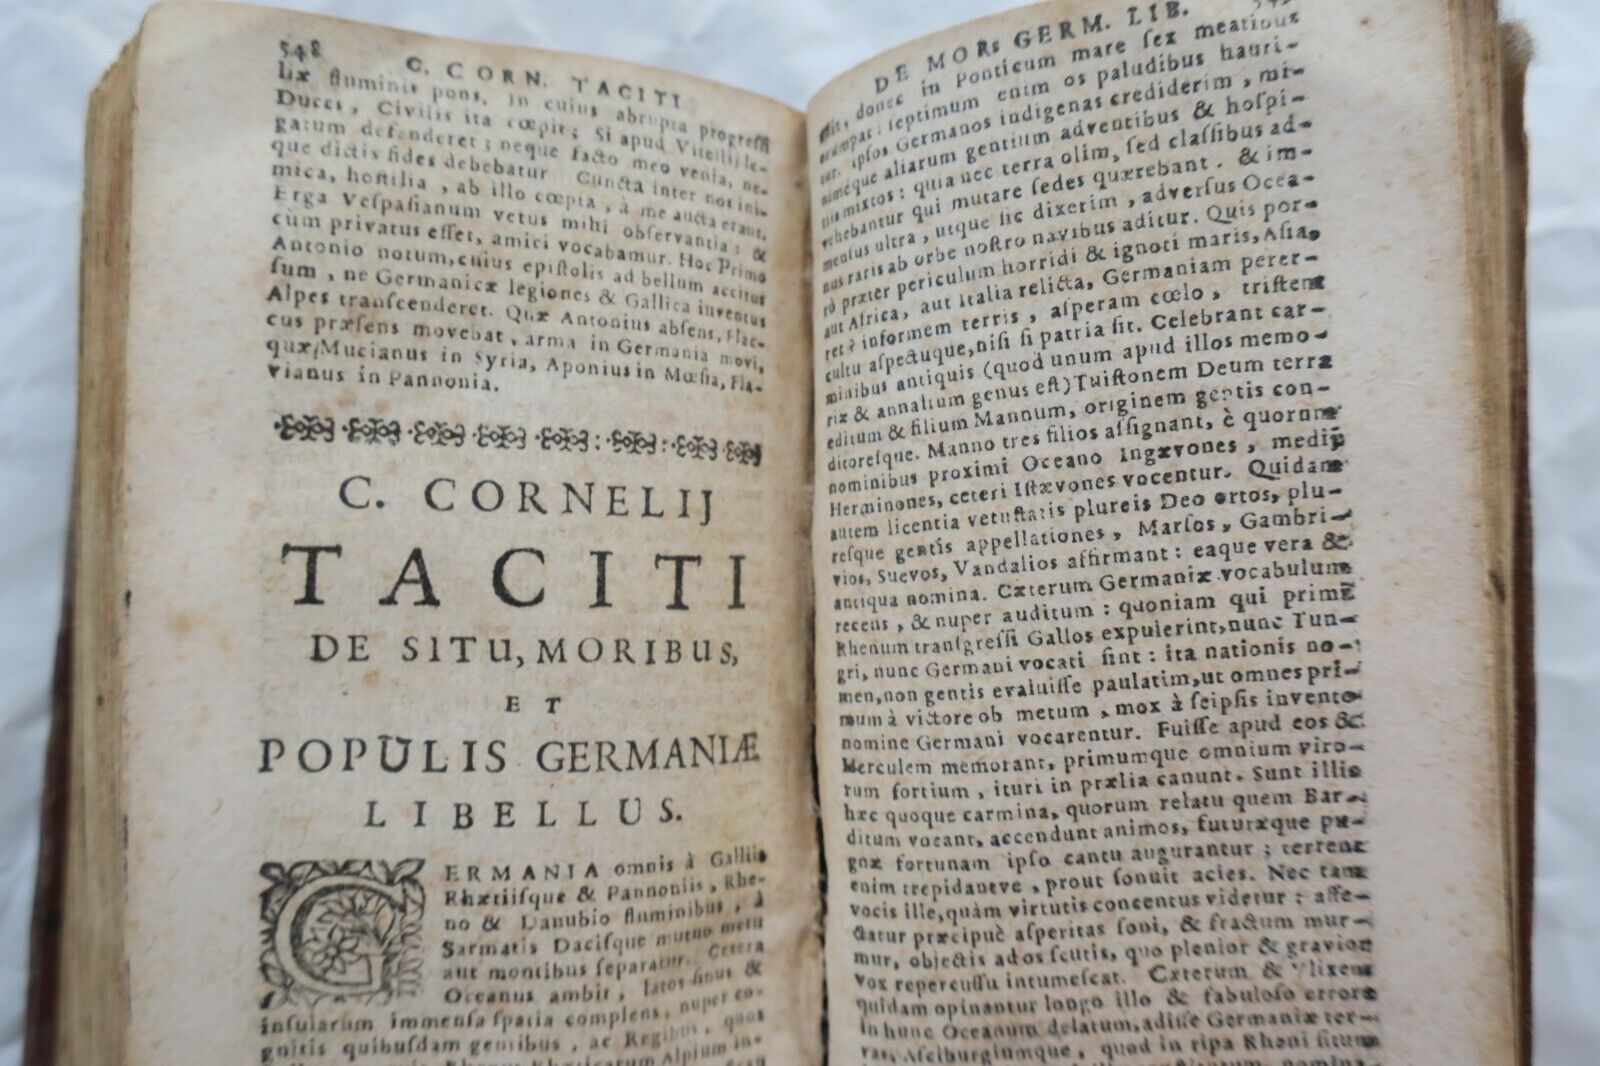 548 C. CORN. TACITI
liæ fluminis pons, in cuius abrupta progressi
Duces, Civilis ita cœpit; Si apud Vitellij le-
gatum defenderet; neque facto meo venia, ne-
que dictis fides debebatur Cuncta inter nos ini-
mica, hostilia, ab illo cœpta, à me aucta erant.
Erga Vespasianum vetus mihi observantia: &
cùm privatus esset, amici vocabamur. Hoc Primo
Antonio notum, cuius epistolis ad bellum accitus
sum, ne Germanicæ legiones & Gallica iuventus
Alpes transcenderet. Quæ Antonius absens, Flac-
cus præsens movebat, arma in Germania movi,
quæ Mucianus in Syria, Aponius in Mœsia, Fla-
vianus in Pannonia.
C. CORNELIJ
TACITI
DE SITU, MORIBUS,
ET
POPULIS GERMANIÆ
LIBELLUS.
GERMANIA omnis à Galliis
Rhætiisque & Pannoniis, Rhe-
no & Danubio fluminibus, à
Sarmatis Dacisque mutuo metu
aut montibus separatur. Cetera
Oceanus ambit, latos sinus &
insularum immensa spatia complens, nuper co-
gnitis quibusdam gentibus, ac Regibus, quos
Rhenus Rhæticarum Alpium in-
DE MOR. GERM. LIB.
donec in Ponticum mare sex meatibus
erumpat: septimum enim os paludibus hauri-
tur. Ipsos Germanos indigenas crediderim, mi-
nimeque aliarum gentium adventibus & hospi-
tiis mixtos: quia nec terra olim, sed classibus ad-
vehebantur qui mutare sedes quærebant. & im-
mensus ultra, utque sic dixerim, adversus Ocea-
nus raris ab orbe nostro navibus aditur. Quis por-
rò præter periculum horridi & ignoti maris, Asia,
aut Africa, aut Italia relicta, Germaniam peter-
ret è informem terris, asperam cœlo, tristem
cultu aspectuque, nisi si patria sit. Celebrant car-
minibus antiquis (quod unum apud illos memo-
riæ & annalium genus est) Tuistonem Deum terra
editum & filium Mannum, originem gentis con-
ditoresque. Manno tres filios assignant, è quorum
nominibus proximi Oceano Ingævones, medij
Herminones, ceteri Istævones vocentur. Quidam
autem licentia vetustatis plureis Deo ortos, plu-
resque gentis appellationes, Marsos, Gambri-
vios, Suevos, Vandalios affirmant: eaque vera &
antiqua nomina. Cæterum Germaniæ vocabulum
recens, & nuper auditum: quoniam qui primi
Rhenum transgressi Gallos expulerint, nunc Tun-
gri, nunc Germani vocati sint: ita nationis no-
men, non gentis evaluisse paulatim, ut omnes pri-
mum à victore ob metum, mox à seipsis invento
nomine Germani vocarentur. Fuisse apud eos &
Herculem memorant, primumque omnium viro-
rum fortium, ituri in prælia canunt. Sunt illis
hæc quoque carmina, quorum relatu quem Bar-
ditum vocant, accendunt animos, futuræque pu-
gnæ fortunam ipso cantu augurantur; terrent
enim trepidantve, prout sonuit acies. Nec tam
vocis ille, quàm virtutis concentus videtur: affe-
ctatur præcipuè asperitas soni, & fractum mur-
mur, objectis ad os scutis, quo plenior & gravior
vox repercussu intumescat. Cæterum & Ulixem
quidam opinantur longo illo & fabuloso errore
in hunc Oceanum delatum, adisse Germaniæ ter-
ras, Asciburgiumque, quod in ripa Rheni situm
nomina